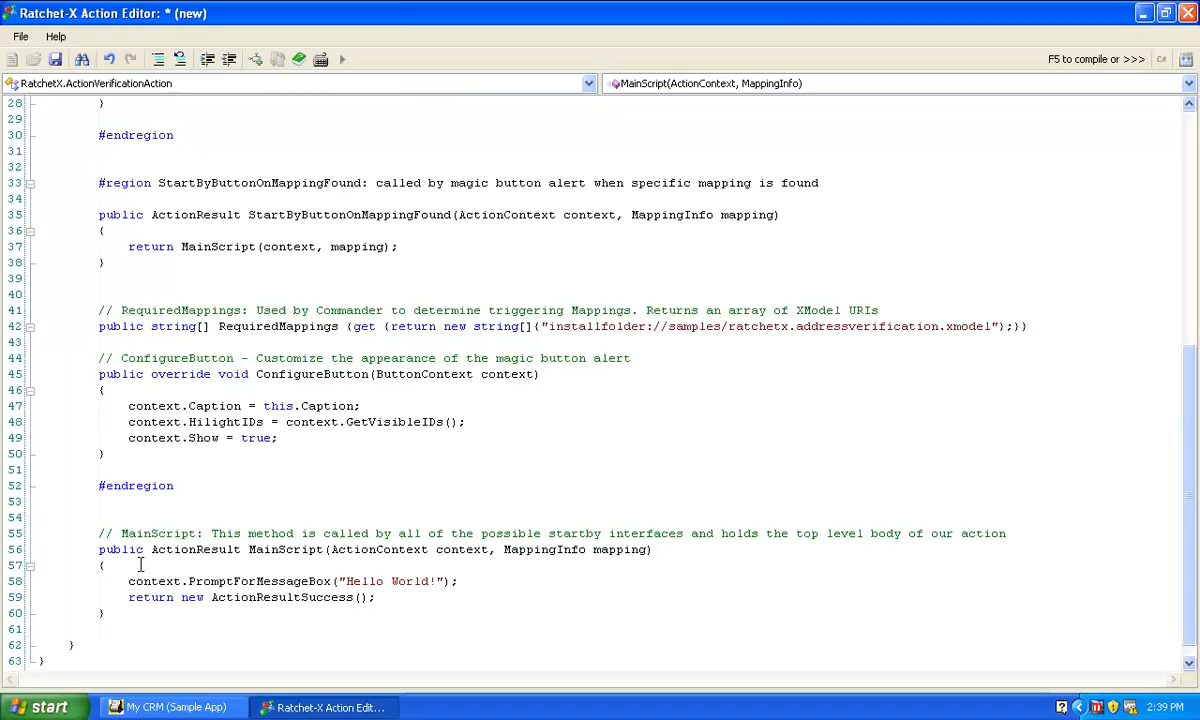 Ratchet-X Action Editor: * (new)
File Help
F5 to compile or >>> C#
RatchetX.ActionVerificationAction MainScript(ActionContext, MappingInfo)
28 }
29
30 #endregion
31
32
33 #region StartByButtonOnMappingFound: called by magic button alert when specific mapping is found
34
35 public ActionResult StartByButtonOnMappingFound(ActionContext context, MappingInfo mapping)
36 {
37 return MainScript(context, mapping);
38 }
39
40
41 // RequiredMappings: Used by Commander to determine triggering Mappings. Returns an array of XModel URIs
42 public string[] RequiredMappings {get {return new string[]{"installfolder://samples/ratchetx.addressverification.xmodel"};}}
43
44 // ConfigureButton - Customize the appearance of the magic button alert
45 public override void ConfigureButton(ButtonContext context)
46 {
47 context.Caption = this.Caption;
48 context.HilightIDs = context.GetVisibleIDs();
49 context.Show = true;
50 }
51
52 #endregion
53
54
55 // MainScript: This method is called by all of the possible startby interfaces and holds the top level body of our action
56 public ActionResult MainScript(ActionContext context, MappingInfo mapping)
57 {
58 context.PromptForMessageBox("Hello World!");
59 return new ActionResultSuccess();
60 }
61
62 }
63 }
start My CRM (Sample App) Ratchet-X Action Edit... 2:39 PM